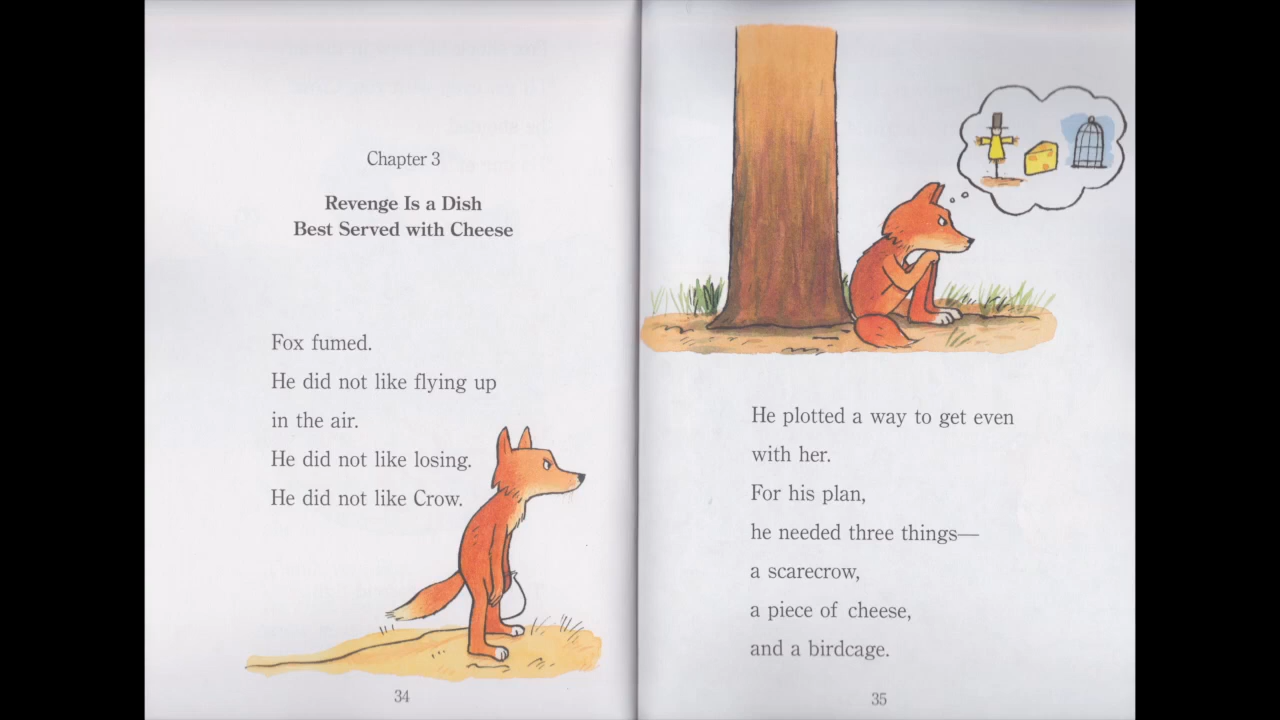 Chapter 3
Revenge Is a Dish
Best Served with Cheese
Fox fumed.
He did not like flying up
in the air.
He did not like losing.
He did not like Crow.
34
He plotted a way to get even
with her.
For his plan,
he needed three things—
a scarecrow,
a piece of cheese,
and a birdcage.
35